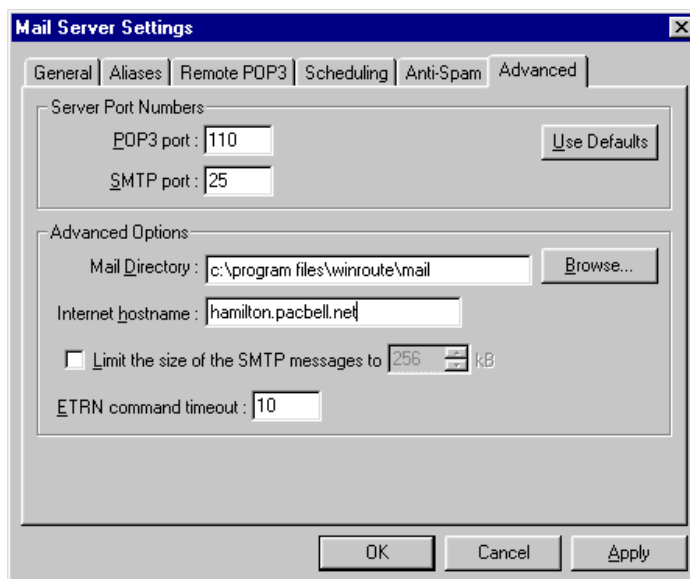 Mail Server Settings
General Aliases Remote POP3 Scheduling Anti-Spam Advanced
Server Port Numbers
POP3 port : 110 Use Defaults
SMTP port : 25
Advanced Options
Mail Directory : c:\program files\winroute\mail Browse...
Internet hostname : hamilton.pacbell.net
Limit the size of the SMTP messages to 256 kB
ETRN command timeout : 10
OK Cancel Apply